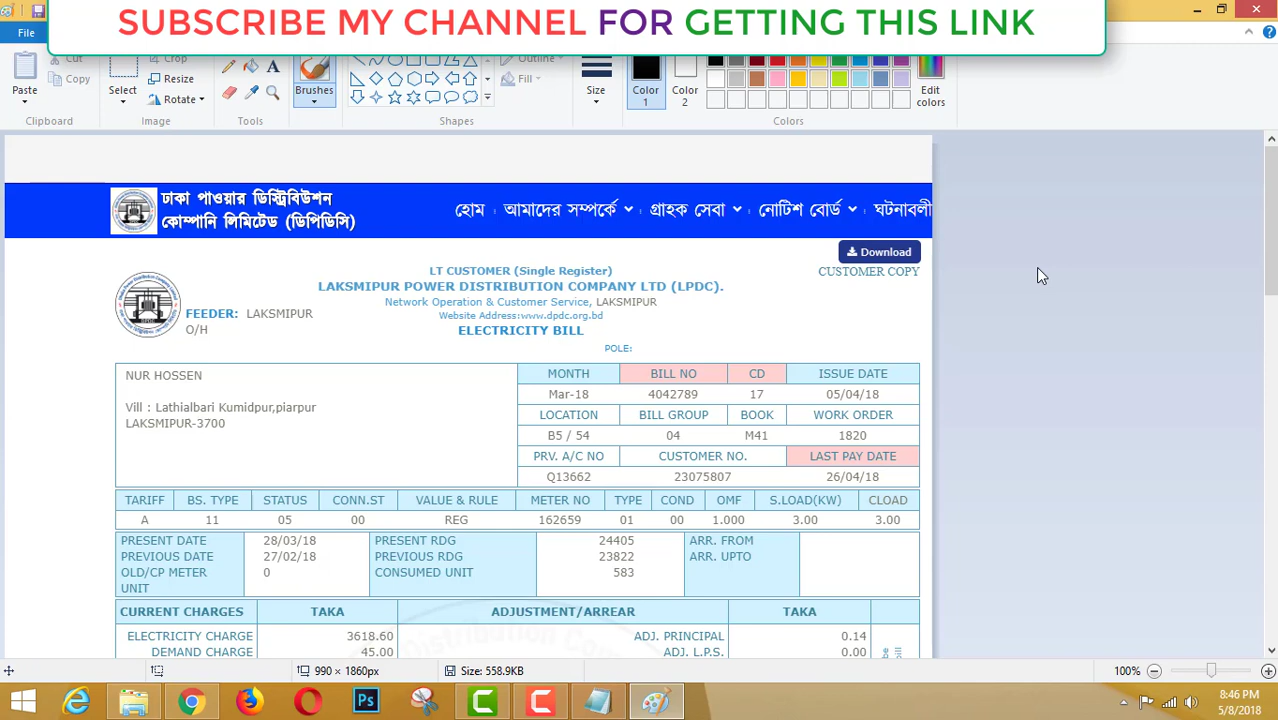 SUBSCRIBE MY CHANNEL FOR GETTING THIS LINK
File
Paste
Cut
Copy
Clipboard
Select
Crop
Resize
Rotate
Image
Tools
Brushes
Shapes
Outline
Fill
Size
Color 1
Color 2
Edit colors
Colors
ঢাকা পাওয়ার ডিস্ট্রিবিউশন
কোম্পানি লিমিটেড (ডিপিডিসি)
হোম আমাদের সম্পর্কে গ্রাহক সেবা নোটিশ বোর্ড ঘটনাবলী
Download
CUSTOMER COPY
LT CUSTOMER (Single Register)
LAKSMIPUR POWER DISTRIBUTION COMPANY LTD (LPDC).
Network Operation & Customer Service, LAKSMIPUR
Website Address:www.dpdc.org.bd
ELECTRICITY BILL
POLE:
FEEDER: LAKSMIPUR
O/H
NUR HOSSEN
Vill : Lathialbari Kumidpur,piarpur
LAKSMIPUR-3700
MONTH BILL NO CD ISSUE DATE
Mar-18 4042789 17 05/04/18
LOCATION BILL GROUP BOOK WORK ORDER
B5 / 54 04 M41 1820
PRV. A/C NO CUSTOMER NO. LAST PAY DATE
Q13662 23075807 26/04/18
TARIFF BS. TYPE STATUS CONN.ST VALUE & RULE METER NO TYPE COND OMF S.LOAD(KW) CLOAD
A 11 05 00 REG 162659 01 00 1.000 3.00 3.00
PRESENT DATE 28/03/18 PRESENT RDG 24405 ARR. FROM
PREVIOUS DATE 27/02/18 PREVIOUS RDG 23822 ARR. UPTO
OLD/CP METER 0 CONSUMED UNIT 583
UNIT
CURRENT CHARGES TAKA ADJUSTMENT/ARREAR TAKA
ELECTRICITY CHARGE 3618.60 ADJ. PRINCIPAL 0.14
DEMAND CHARGE 45.00 ADJ. L.P.S. 0.00
990 × 1860px
Size: 558.9KB
100%
8:46 PM
5/8/2018